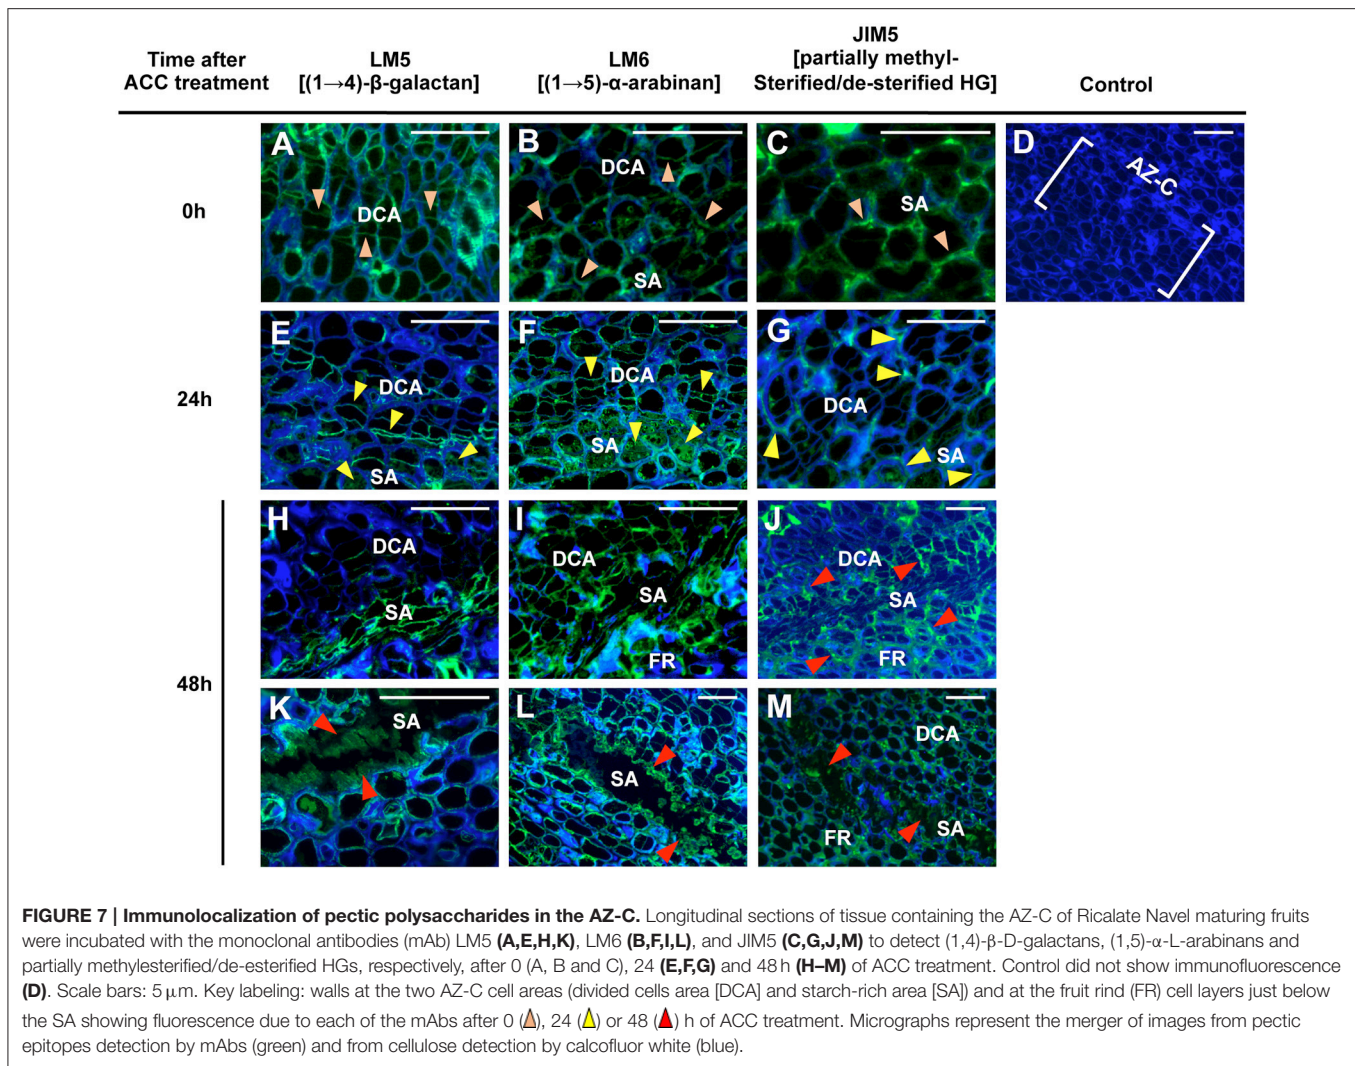 Time after
ACC treatment
LM5
[(1→4)-β-galactan]
LM6
[(1→5)-α-arabinan]
JIM5
[partially methyl-
Sterified/de-sterified HG]
Control
0h
A
DCA
B
DCA
SA
C
SA
D
AZ-C
24h
E
DCA
SA
F
DCA
SA
G
DCA
SA
48h
H
DCA
SA
I
DCA
SA
FR
J
DCA
SA
FR
K
SA
L
SA
M
DCA
FR
SA
FIGURE 7 | Immunolocalization of pectic polysaccharides in the AZ-C. Longitudinal sections of tissue containing the AZ-C of Ricalate Navel maturing fruits
were incubated with the monoclonal antibodies (mAb) LM5 (A,E,H,K), LM6 (B,F,I,L), and JIM5 (C,G,J,M) to detect (1,4)-β-D-galactans, (1,5)-α-L-arabinans and
partially methylesterified/de-esterified HGs, respectively, after 0 (A, B and C), 24 (E,F,G) and 48 h (H–M) of ACC treatment. Control did not show immunofluorescence
(D). Scale bars: 5 μm. Key labeling: walls at the two AZ-C cell areas (divided cells area [DCA] and starch-rich area [SA]) and at the fruit rind (FR) cell layers just below
the SA showing fluorescence due to each of the mAbs after 0 (▲), 24 (▲) or 48 (▲) h of ACC treatment. Micrographs represent the merger of images from pectic
epitopes detection by mAbs (green) and from cellulose detection by calcofluor white (blue).